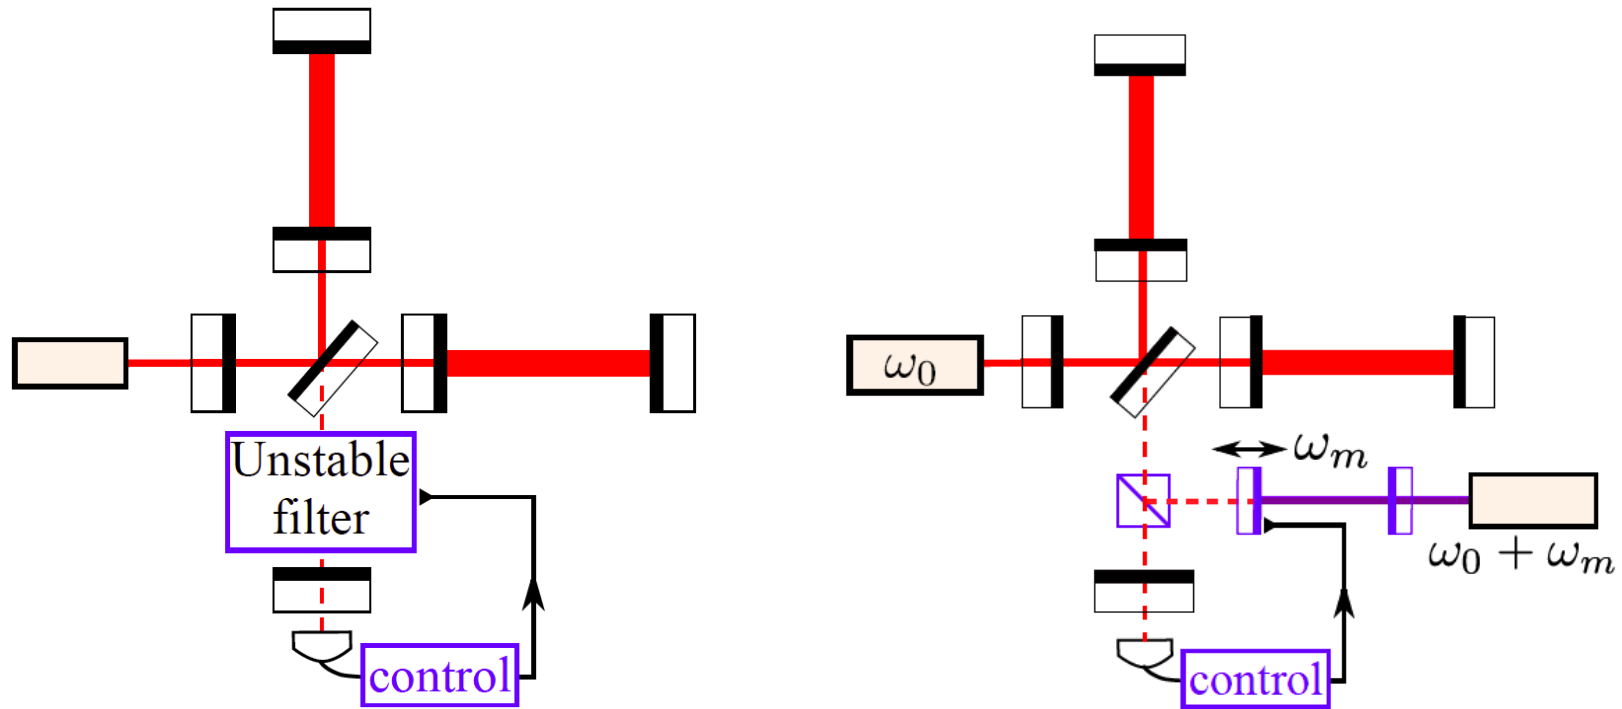 Unstable
filter
control
ω₀
ωₘ
ω₀ + ωₘ
control